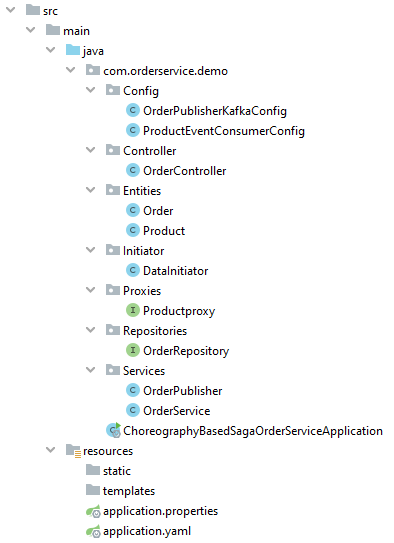 src
main
java
com.orderservice.demo
Config
OrderPublisherKafkaConfig
ProductEventConsumerConfig
Controller
OrderController
Entities
Order
Product
Initiator
DataInitiator
Proxies
Productproxy
Repositories
OrderRepository
Services
OrderPublisher
OrderService
ChoreographyBasedSagaOrderServiceApplication
resources
static
templates
application.properties
application.yaml